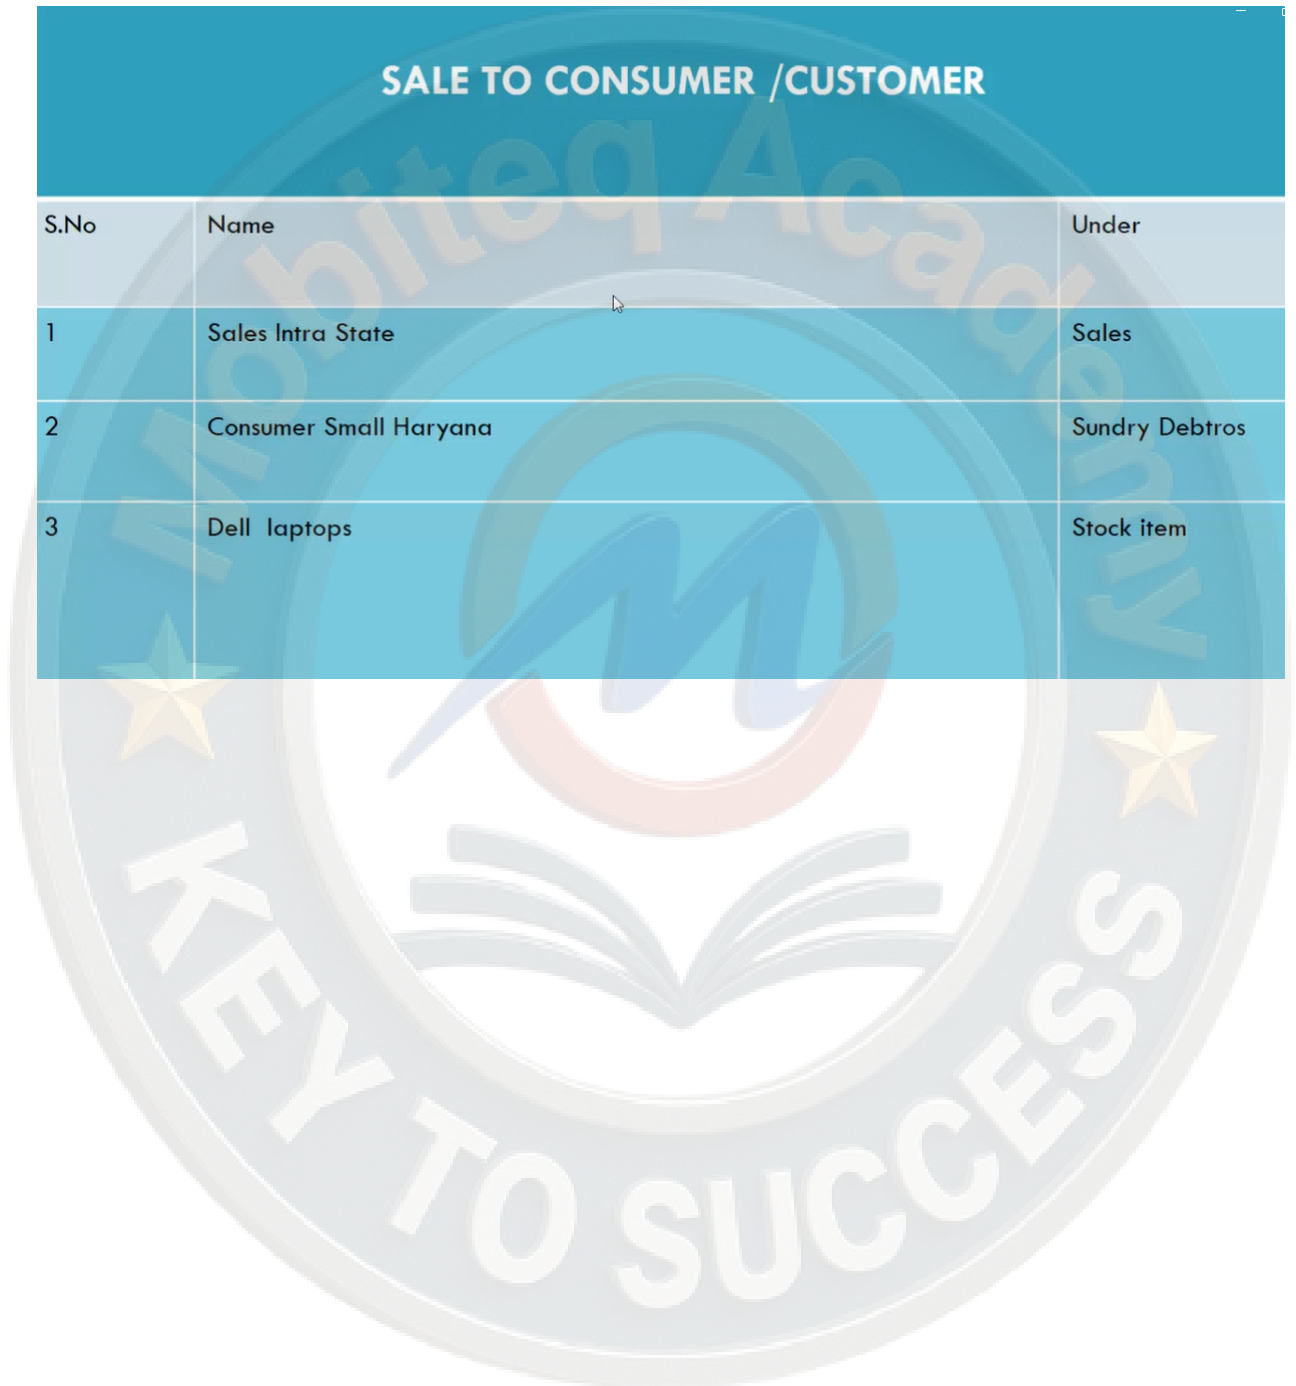 SALE TO CONSUMER /CUSTOMER
Mobiteq Academy
S.No Name Under
1 Sales Intra State Sales
2 Consumer Small Haryana Sundry Debtros
3 Dell laptops Stock item
KEY TO SUCCESS